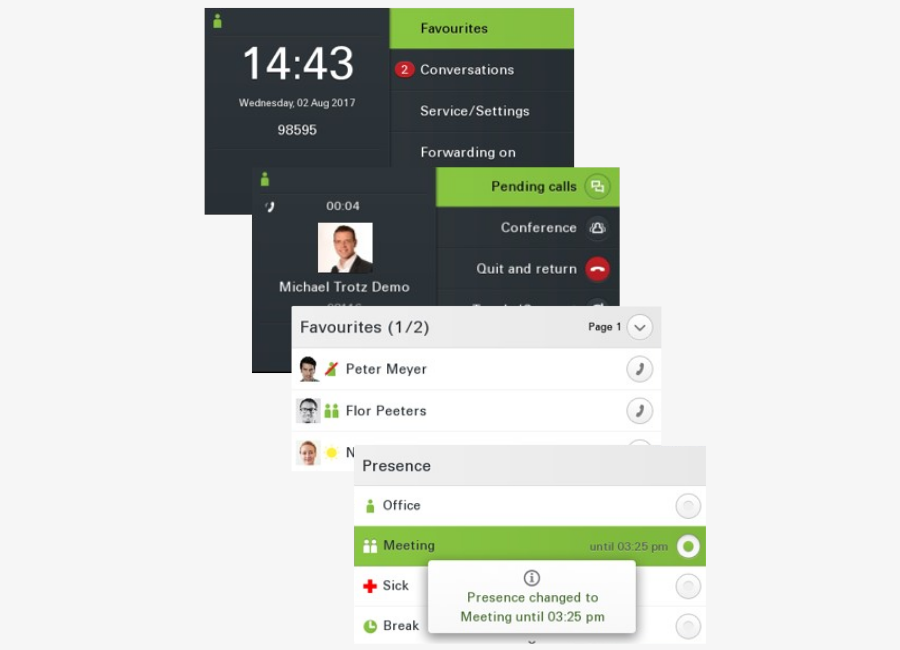 14:43
Wednesday, 02 Aug 2017
98595
Favourites
2 Conversations
Service/Settings
Forwarding on
00:04
Michael Trotz Demo
Pending calls
Conference
Quit and return
Favourites (1/2)
Page 1
Peter Meyer
Flor Peeters
N
Presence
Office
Meeting
until 03:25 pm
Sick
Break
Presence changed to
Meeting until 03:25 pm